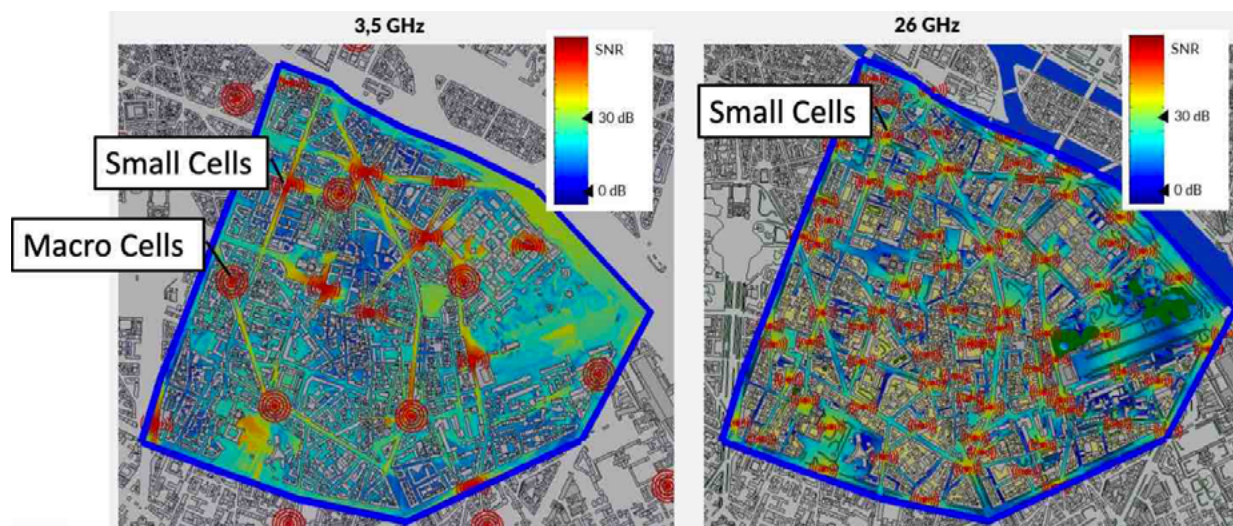 3,5 GHz
SNR
30 dB
0 dB
Small Cells
Macro Cells
26 GHz
SNR
30 dB
0 dB
Small Cells